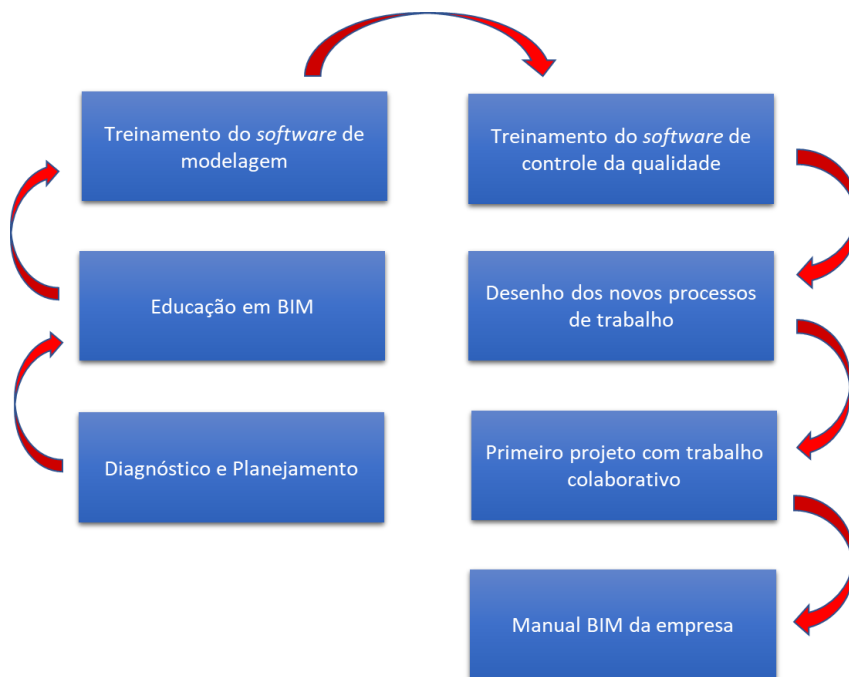 Treinamento do software de
modelagem
Educação em BIM
Diagnóstico e Planejamento
Treinamento do software de
controle da qualidade
Desenho dos novos processos
de trabalho
Primeiro projeto com trabalho
colaborativo
Manual BIM da empresa